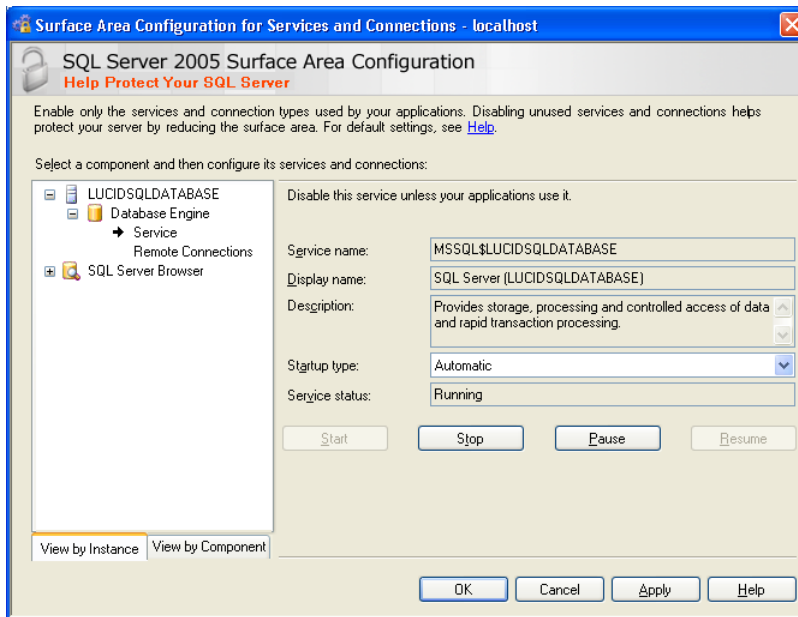 Surface Area Configuration for Services and Connections - localhost
SQL Server 2005 Surface Area Configuration
Help Protect Your SQL Server
Enable only the services and connection types used by your applications. Disabling unused services and connections helps
protect your server by reducing the surface area. For default settings, see Help.
Select a component and then configure its services and connections:
LUCIDSQLDATABASE
Database Engine
Service
Remote Connections
SQL Server Browser
View by Instance
View by Component
Disable this service unless your applications use it.
Service name:
MSSQL$LUCIDSQLDATABASE
Display name:
SQL Server (LUCIDSQLDATABASE)
Description:
Provides storage, processing and controlled access of data
and rapid transaction processing.
Startup type:
Automatic
Service status:
Running
Start
Stop
Pause
Resume
OK
Cancel
Apply
Help